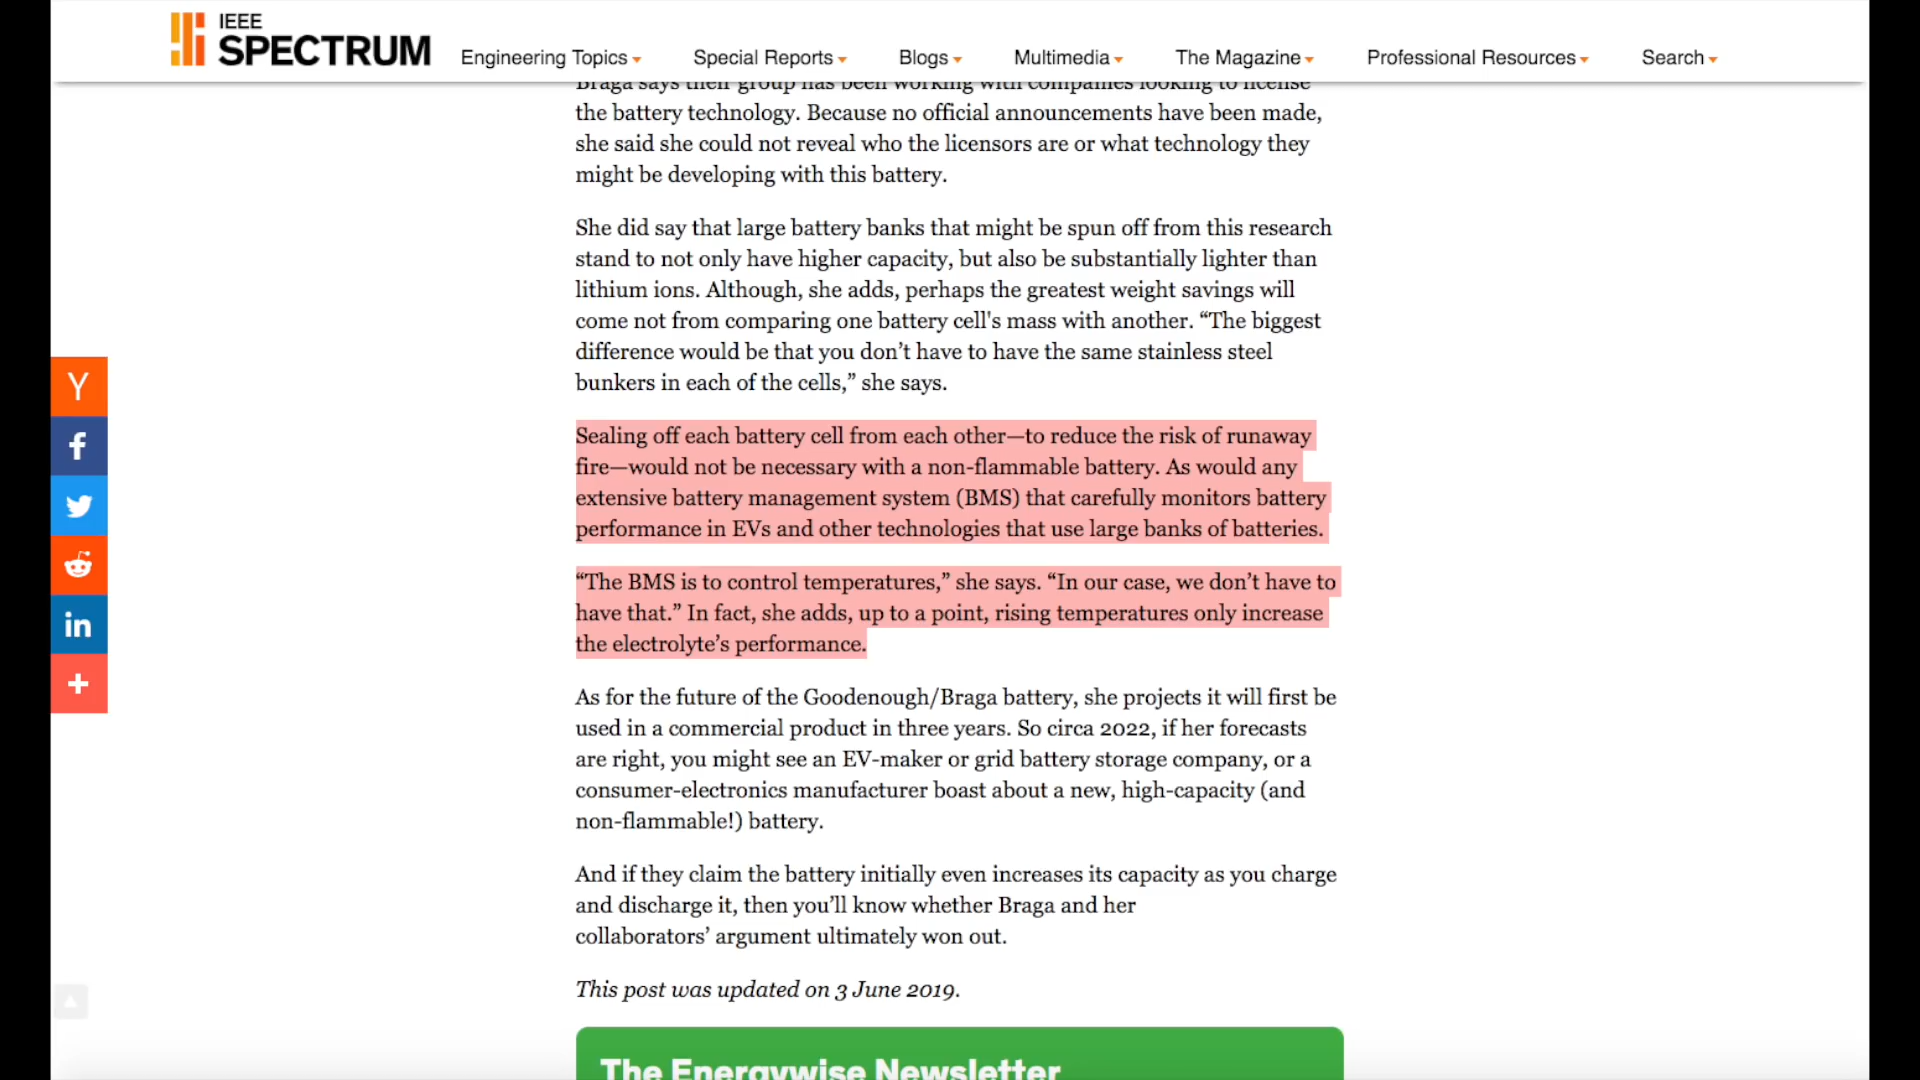 IEEE
SPECTRUM
Engineering Topics Special Reports Blogs Multimedia The Magazine Professional Resources Search
Braga says their group has been working with companies looking to license
the battery technology. Because no official announcements have been made,
she said she could not reveal who the licensors are or what technology they
might be developing with this battery.
She did say that large battery banks that might be spun off from this research
stand to not only have higher capacity, but also be substantially lighter than
lithium ions. Although, she adds, perhaps the greatest weight savings will
come not from comparing one battery cell's mass with another. “The biggest
difference would be that you don’t have to have the same stainless steel
bunkers in each of the cells,” she says.
Sealing off each battery cell from each other—to reduce the risk of runaway
fire—would not be necessary with a non-flammable battery. As would any
extensive battery management system (BMS) that carefully monitors battery
performance in EVs and other technologies that use large banks of batteries.
“The BMS is to control temperatures,” she says. “In our case, we don’t have to
have that.” In fact, she adds, up to a point, rising temperatures only increase
the electrolyte’s performance.
As for the future of the Goodenough/Braga battery, she projects it will first be
used in a commercial product in three years. So circa 2022, if her forecasts
are right, you might see an EV-maker or grid battery storage company, or a
consumer-electronics manufacturer boast about a new, high-capacity (and
non-flammable!) battery.
And if they claim the battery initially even increases its capacity as you charge
and discharge it, then you’ll know whether Braga and her
collaborators’ argument ultimately won out.
This post was updated on 3 June 2019.
The Energywise Newsletter